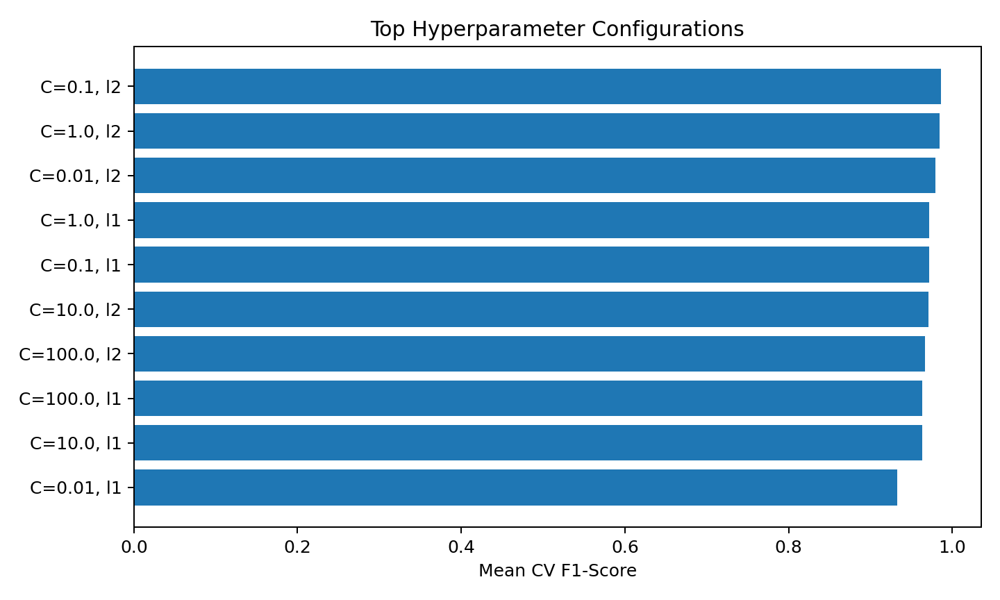 Top Hyperparameter Configurations
C=0.1, l2
C=1.0, l2
C=0.01, l2
C=1.0, l1
C=0.1, l1
C=10.0, l2
C=100.0, l2
C=100.0, l1
C=10.0, l1
C=0.01, l1
0.0 0.2 0.4 0.6 0.8 1.0
Mean CV F1-Score